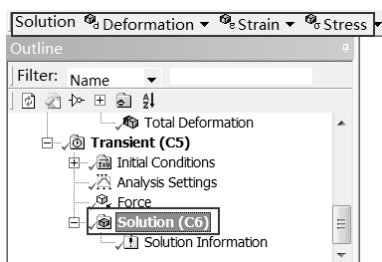 Solution Deformation Strain Stress
Outline
Filter: Name
Total Deformation
Transient (C5)
Initial Conditions
Analysis Settings
Force
Solution (C6)
Solution Information